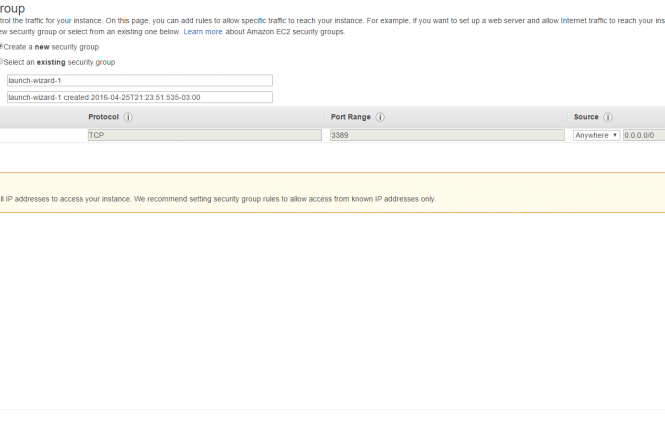 roup
trol the traffic for your instance. On this page, you can add rules to allow specific traffic to reach your instance. For example, if you want to set up a web server and allow Internet traffic to reach your ins
ew security group or select from an existing one below. Learn more about Amazon EC2 security groups.
Create a new security group
Select an existing security group
launch-wizard-1
launch-wizard-1 created 2016-04-25T21:23:51.535-03:00
Protocol i Port Range i Source i
TCP 3389 Anywhere 0.0.0.0/0
ll IP addresses to access your instance. We recommend setting security group rules to allow access from known IP addresses only.